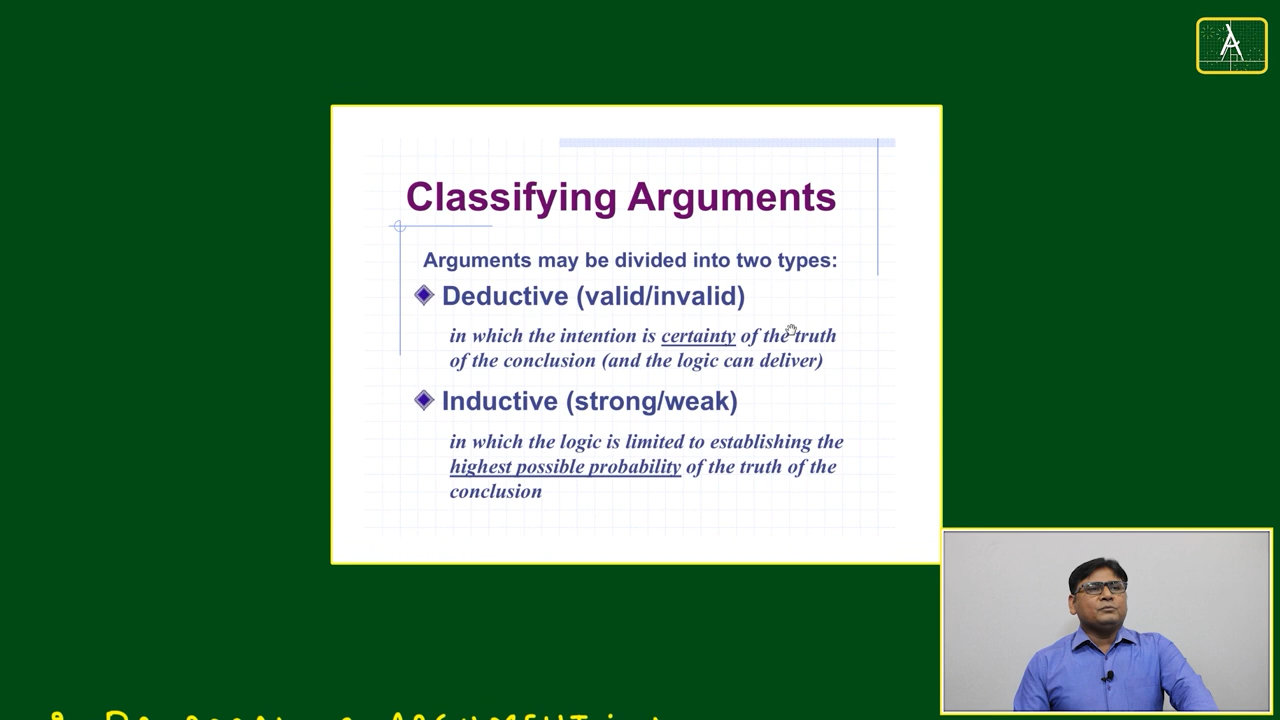 Classifying Arguments
Arguments may be divided into two types:
Deductive (valid/invalid)
in which the intention is certainty of the truth
of the conclusion (and the logic can deliver)
Inductive (strong/weak)
in which the logic is limited to establishing the
highest possible probability of the truth of the
conclusion